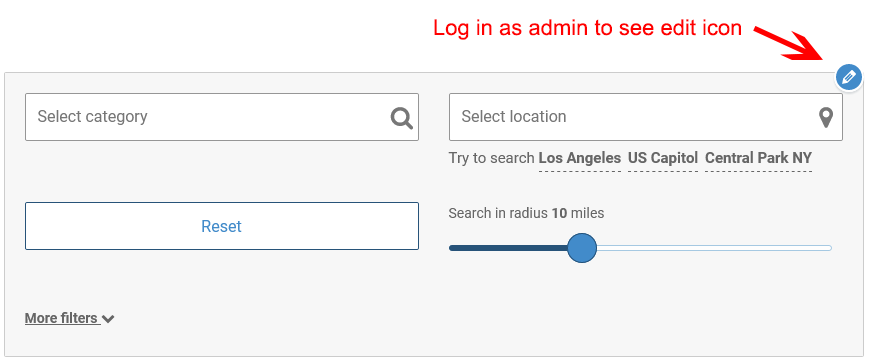 Log in as admin to see edit icon
Select category
Select location
Try to search Los Angeles US Capitol Central Park NY
Reset
Search in radius 10 miles
More filters